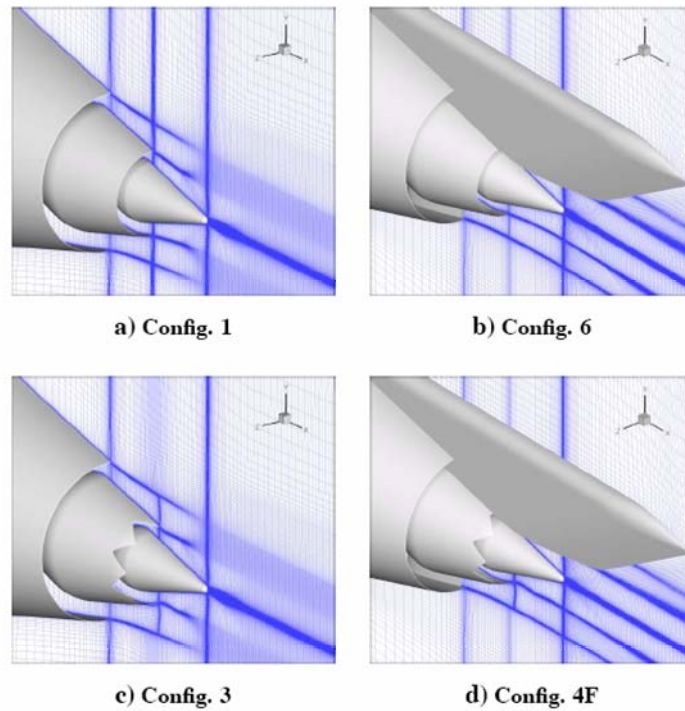 Y
Z X
Y
Z X
a) Config. 1
b) Config. 6
Y
Z X
Y
Z X
c) Config. 3
d) Config. 4F